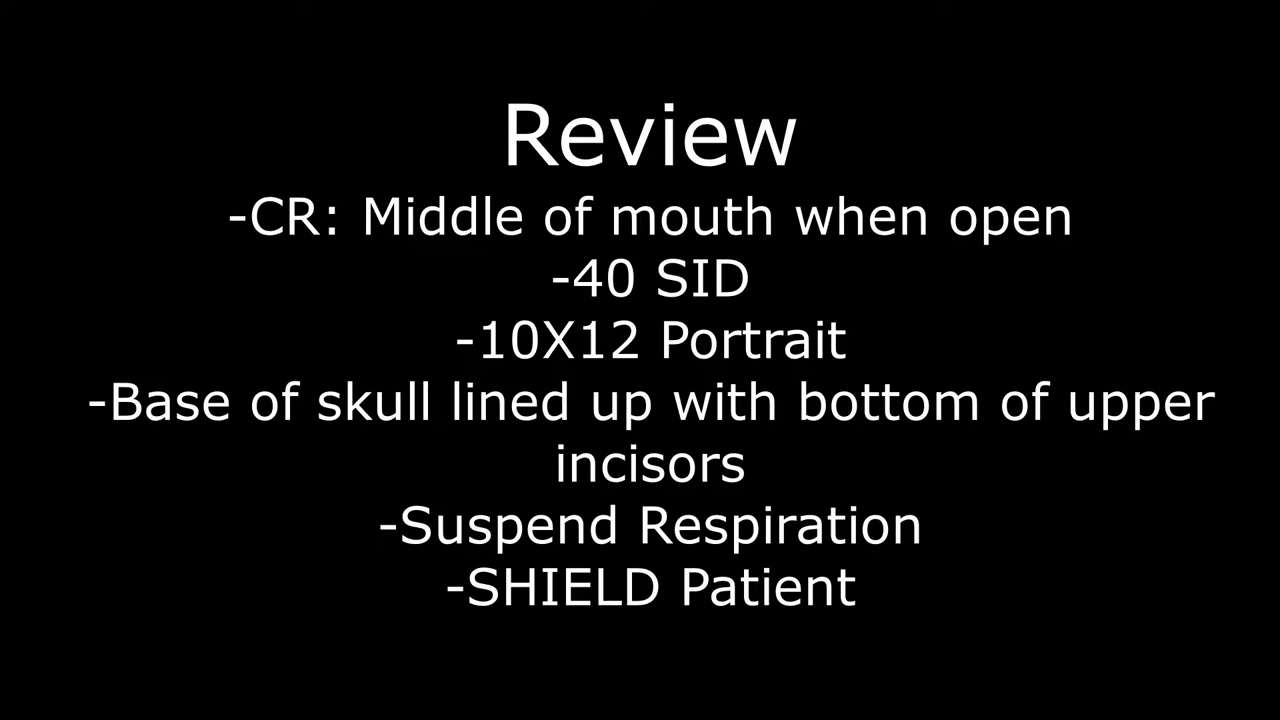 Review
-CR: Middle of mouth when open
-40 SID
-10X12 Portrait
-Base of skull lined up with bottom of upper
incisors
-Suspend Respiration
-SHIELD Patient